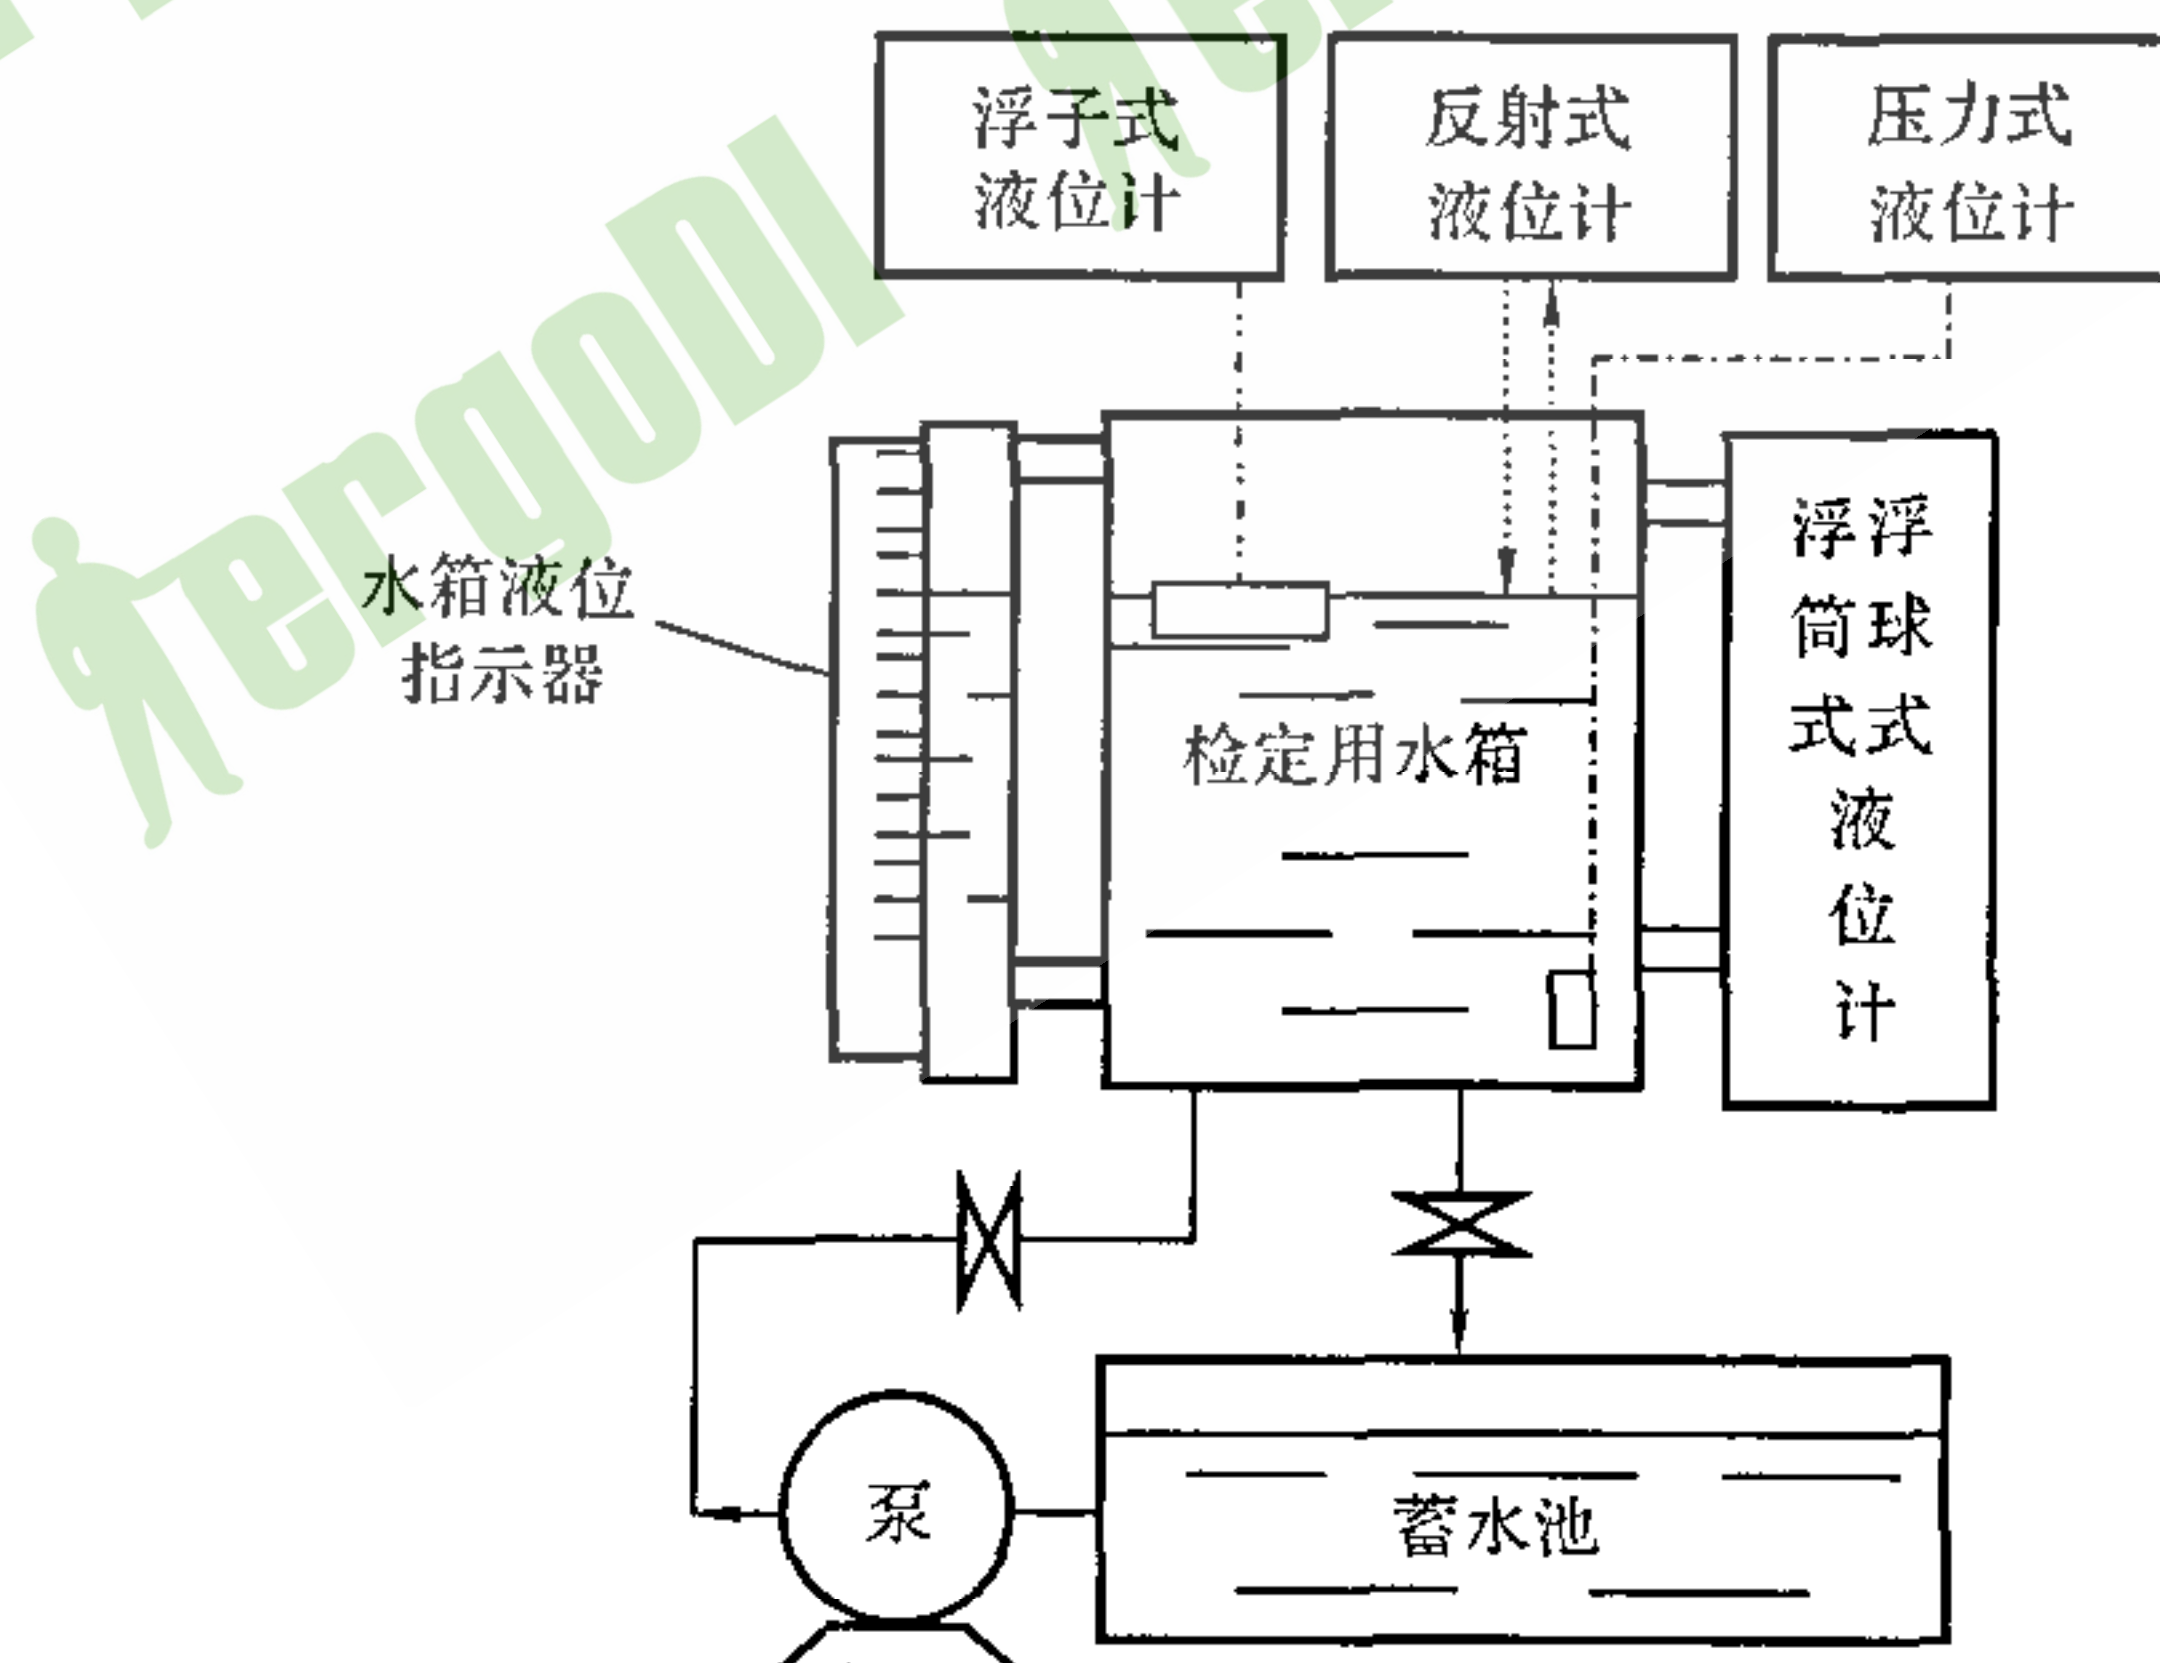 浮子式
液位计
反射式
液位计
压力式
液位计
水箱液位
指示器
检定用水箱
浮筒式
浮球式
液位计
泵
蓄水池
ergoDI